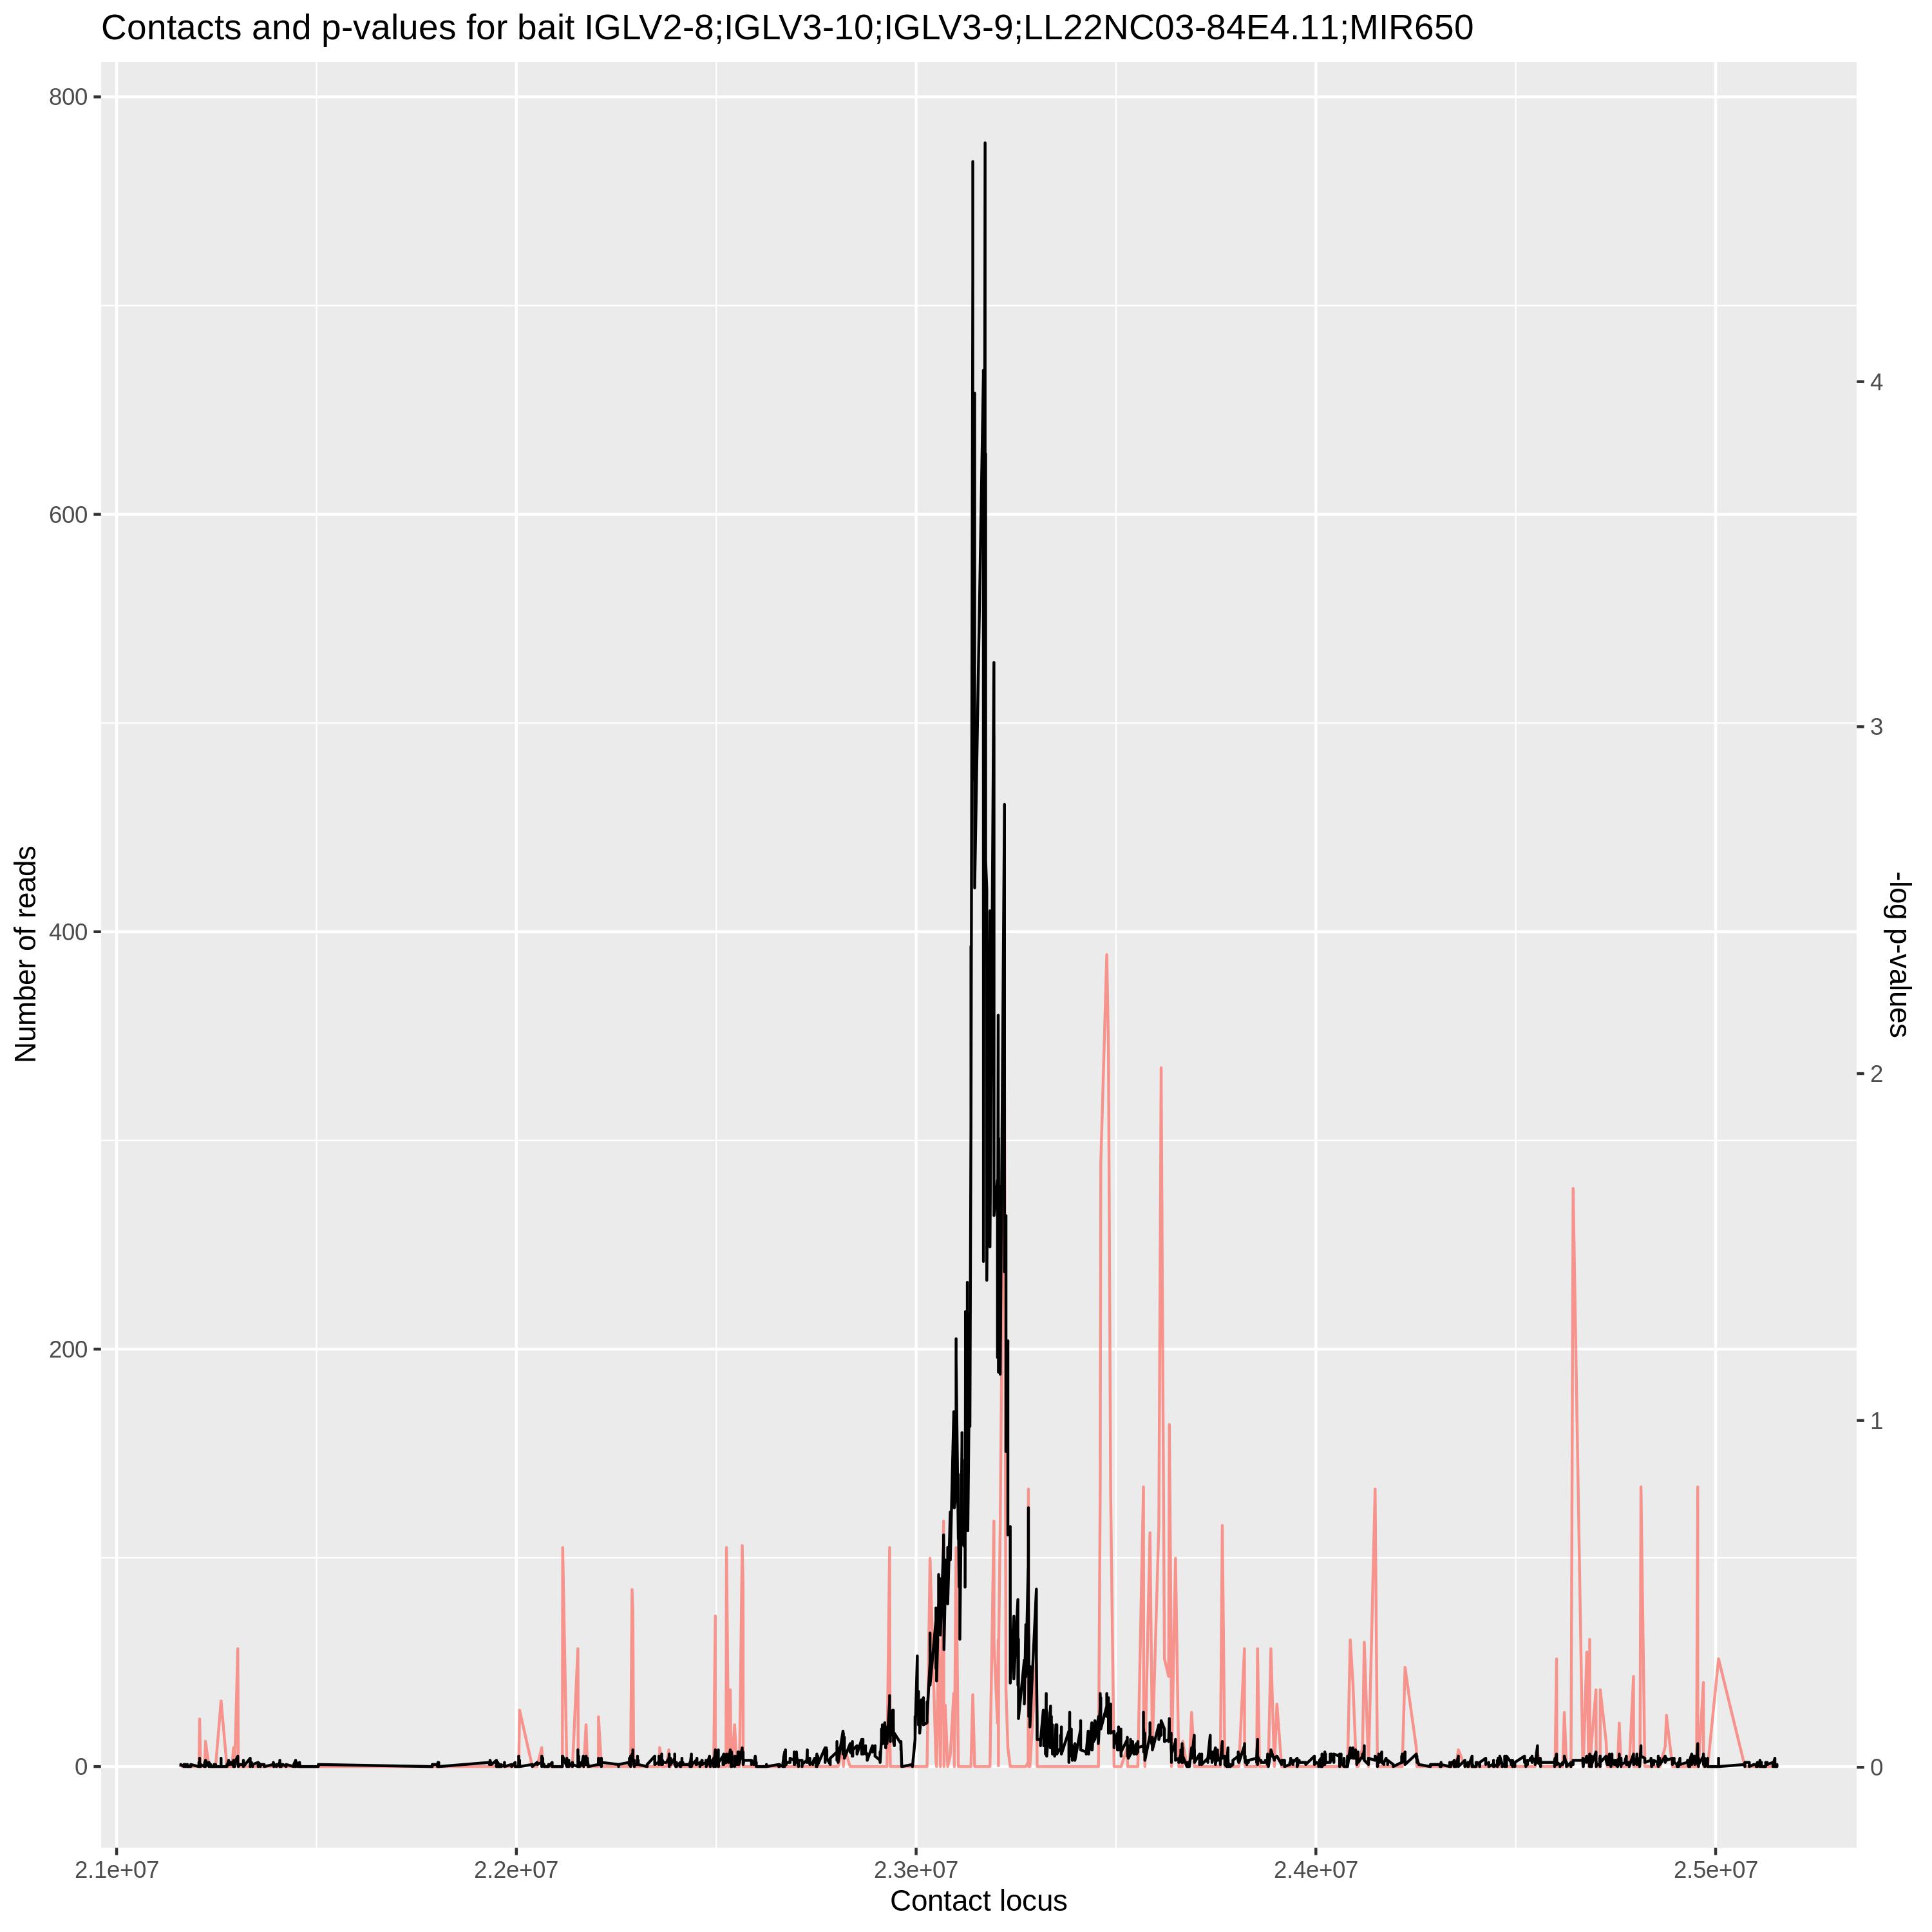 Contacts and p-values for bait IGLV2-8;IGLV3-10;IGLV3-9;LL22NC03-84E4.11;MIR650
800
600
400
200
0
Number of reads
4
3
2
1
0
-log p-values
2.1e+07
2.2e+07
2.3e+07
2.4e+07
2.5e+07
Contact locus